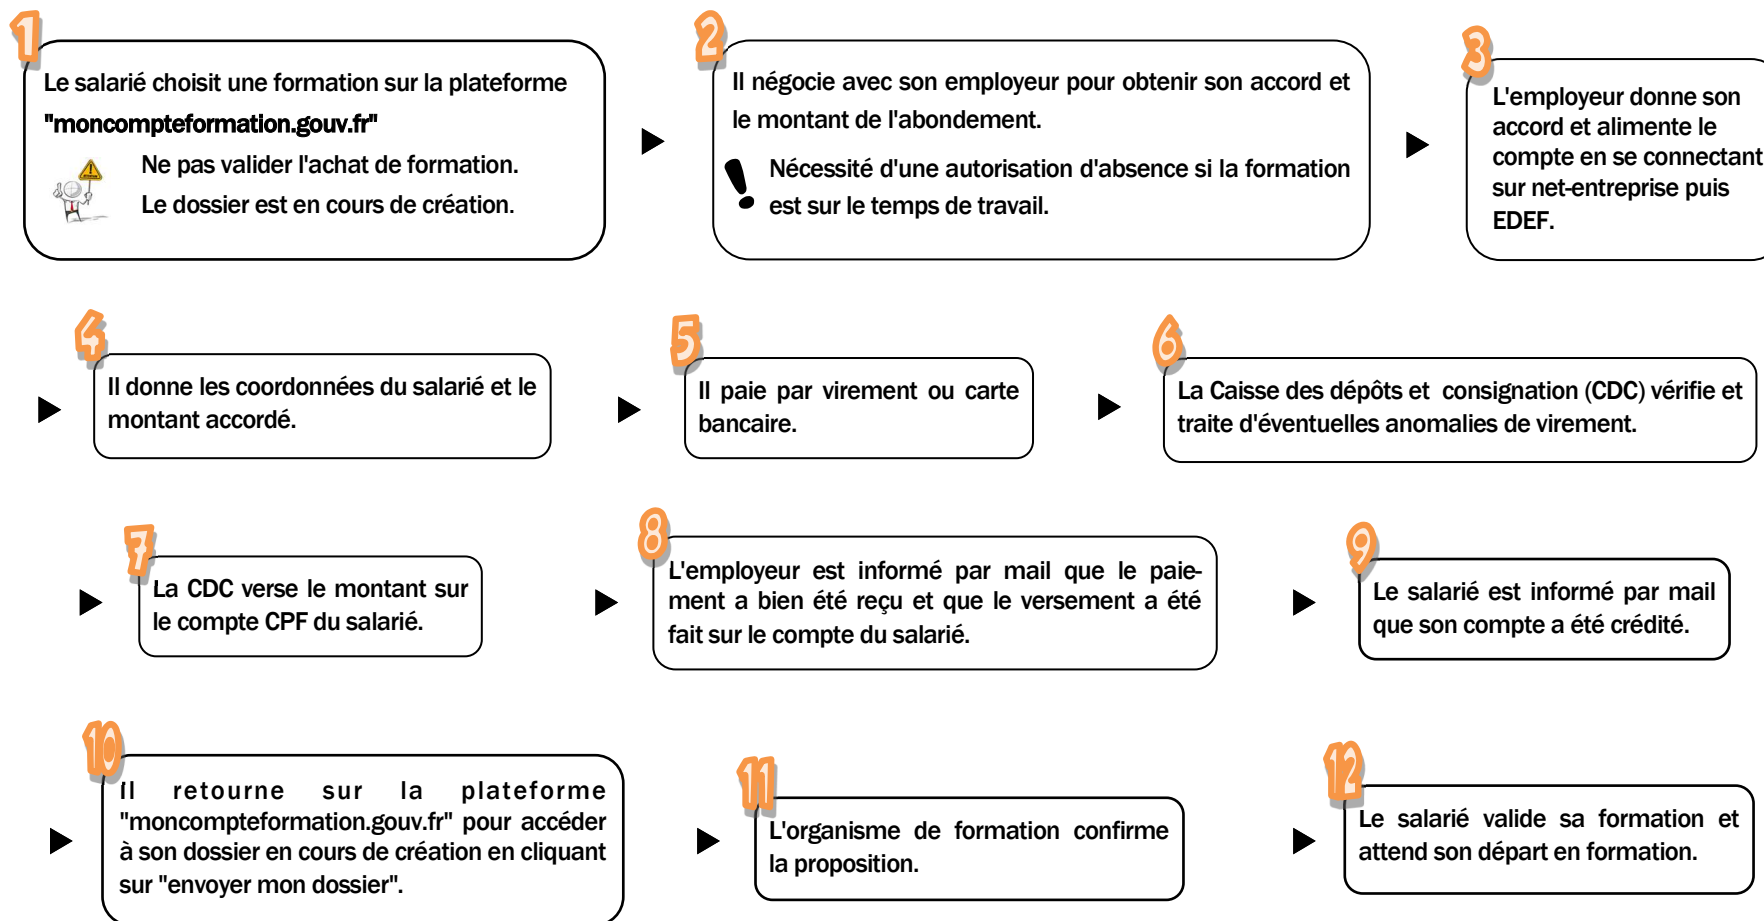 1
Le salarié choisit une formation sur la plateforme
"moncompteformation.gouv.fr"
Ne pas valider l'achat de formation.
Le dossier est en cours de création.
2
Il négocie avec son employeur pour obtenir son accord et
le montant de l'abondement.
! Nécessité d'une autorisation d'absence si la formation
est sur le temps de travail.
3
L'employeur donne son
accord et alimente le
compte en se connectant
sur net-entreprise puis
EDEF.
4
Il donne les coordonnées du salarié et le
montant accordé.
5
Il paie par virement ou carte
bancaire.
6
La Caisse des dépôts et consignation (CDC) vérifie et
traite d'éventuelles anomalies de virement.
7
La CDC verse le montant sur
le compte CPF du salarié.
8
L'employeur est informé par mail que le paie-
ment a bien été reçu et que le versement a été
fait sur le compte du salarié.
9
Le salarié est informé par mail
que son compte a été crédité.
10
Il retourne sur la plateforme
"moncompteformation.gouv.fr" pour accéder
à son dossier en cours de création en cliquant
sur "envoyer mon dossier".
11
L'organisme de formation confirme
la proposition.
12
Le salarié valide sa formation et
attend son départ en formation.